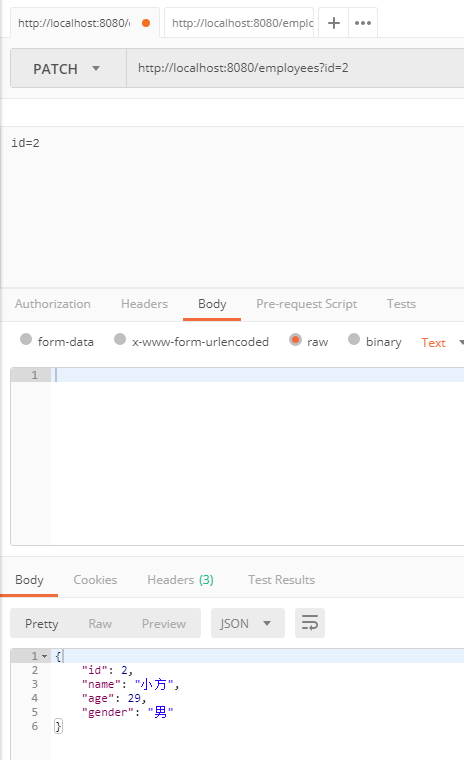 http://localhost:8080/e
http://localhost:8080/emplc
PATCH
http://localhost:8080/employees?id=2
id=2
Authorization Headers Body Pre-request Script Tests
form-data x-www-form-urlencoded raw binary Text
1
Body Cookies Headers (3) Test Results
Pretty Raw Preview JSON
1 {
2 "id": 2,
3 "name": "小方",
4 "age": 29,
5 "gender": "男"
6 }